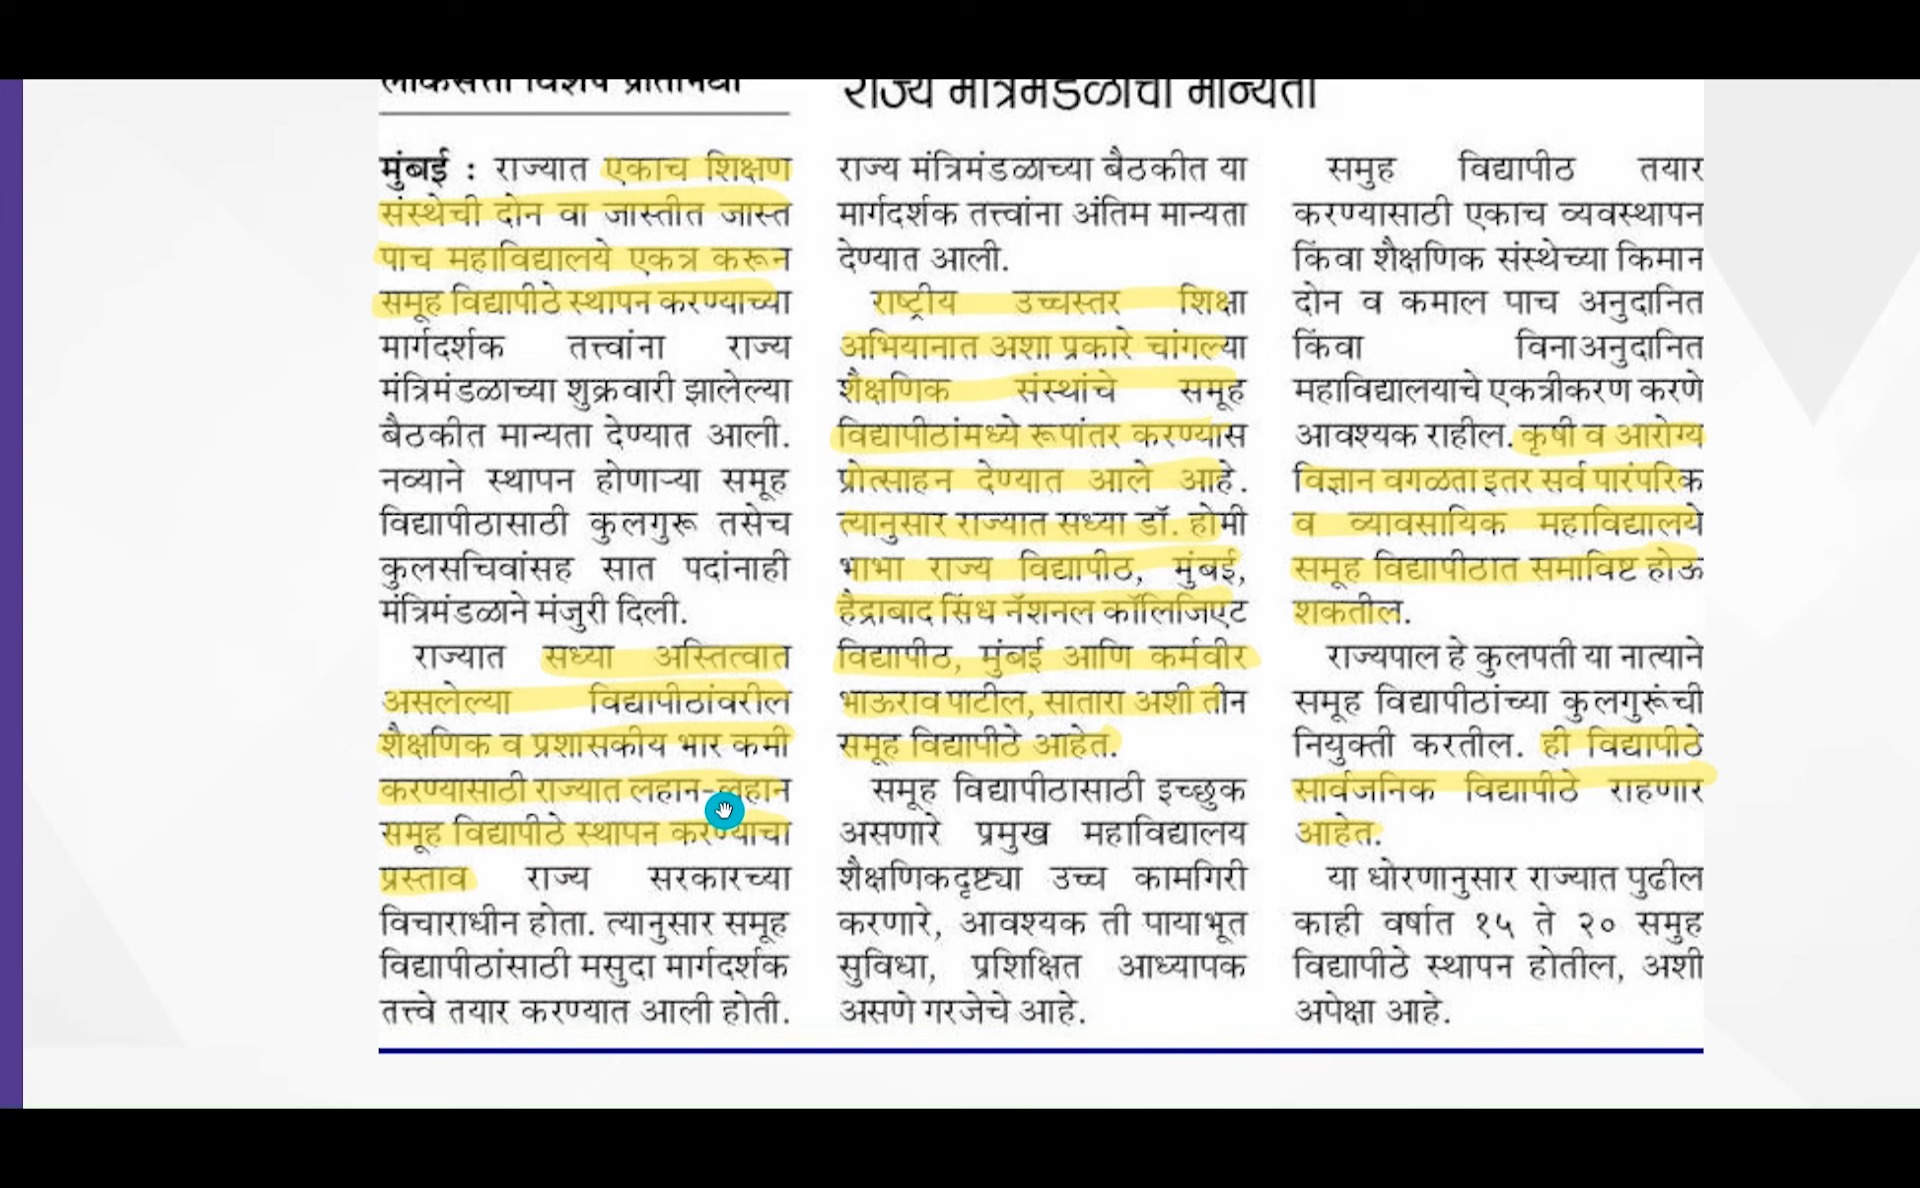 लोकसत्ता विशेष प्रतिनिधी
राज्य मंत्रिमंडळाची मान्यता
मुंबई : राज्यात एकाच शिक्षण
संस्थेची दोन वा जास्तीत जास्त
पाच महाविद्यालये एकत्र करून
समूह विद्यापीठे स्थापन करण्याच्या
मार्गदर्शक तत्त्वांना राज्य
मंत्रिमंडळाच्या शुक्रवारी झालेल्या
बैठकीत मान्यता देण्यात आली.
नव्याने स्थापन होणाऱ्या समूह
विद्यापीठासाठी कुलगुरू तसेच
कुलसचिवांसह सात पदांनाही
मंत्रिमंडळाने मंजुरी दिली.
राज्यात सध्या अस्तित्वात
असलेल्या विद्यापीठांवरील
शैक्षणिक व प्रशासकीय भार कमी
करण्यासाठी राज्यात लहान-लहान
समूह विद्यापीठे स्थापन करण्याचा
प्रस्ताव राज्य सरकारच्या
विचाराधीन होता. त्यानुसार समूह
विद्यापीठांसाठी मसुदा मार्गदर्शक
तत्त्वे तयार करण्यात आली होती.
राज्य मंत्रिमंडळाच्या बैठकीत या
मार्गदर्शक तत्त्वांना अंतिम मान्यता
देण्यात आली.
राष्ट्रीय उच्चस्तर शिक्षा
अभियानात अशा प्रकारे चांगल्या
शैक्षणिक संस्थांचे समूह
विद्यापीठांमध्ये रूपांतर करण्यास
प्रोत्साहन देण्यात आले आहे.
त्यानुसार राज्यात सध्या डॉ. होमी
भाभा राज्य विद्यापीठ, मुंबई,
हैद्राबाद सिंध नॅशनल कॉलिजिएट
विद्यापीठ, मुंबई आणि कर्मवीर
भाऊराव पाटील, सातारा अशी तीन
समूह विद्यापीठे आहेत.
समूह विद्यापीठासाठी इच्छुक
असणारे प्रमुख महाविद्यालय
शैक्षणिकदृष्ट्या उच्च कामगिरी
करणारे, आवश्यक ती पायाभूत
सुविधा, प्रशिक्षित आध्यापक
असणे गरजेचे आहे.
समुह विद्यापीठ तयार
करण्यासाठी एकाच व्यवस्थापन
किंवा शैक्षणिक संस्थेच्या किमान
दोन व कमाल पाच अनुदानित
किंवा विनाअनुदानित
महाविद्यालयाचे एकत्रीकरण करणे
आवश्यक राहील. कृषी व आरोग्य
विज्ञान वगळता इतर सर्व पारंपरिक
व व्यावसायिक महाविद्यालये
समूह विद्यापीठात समाविष्ट होऊ
शकतील.
राज्यपाल हे कुलपती या नात्याने
समूह विद्यापीठांच्या कुलगुरूंची
नियुक्ती करतील. ही विद्यापीठे
सार्वजनिक विद्यापीठे राहणार
आहेत.
या धोरणानुसार राज्यात पुढील
काही वर्षात १५ ते २० समुह
विद्यापीठे स्थापन होतील, अशी
अपेक्षा आहे.